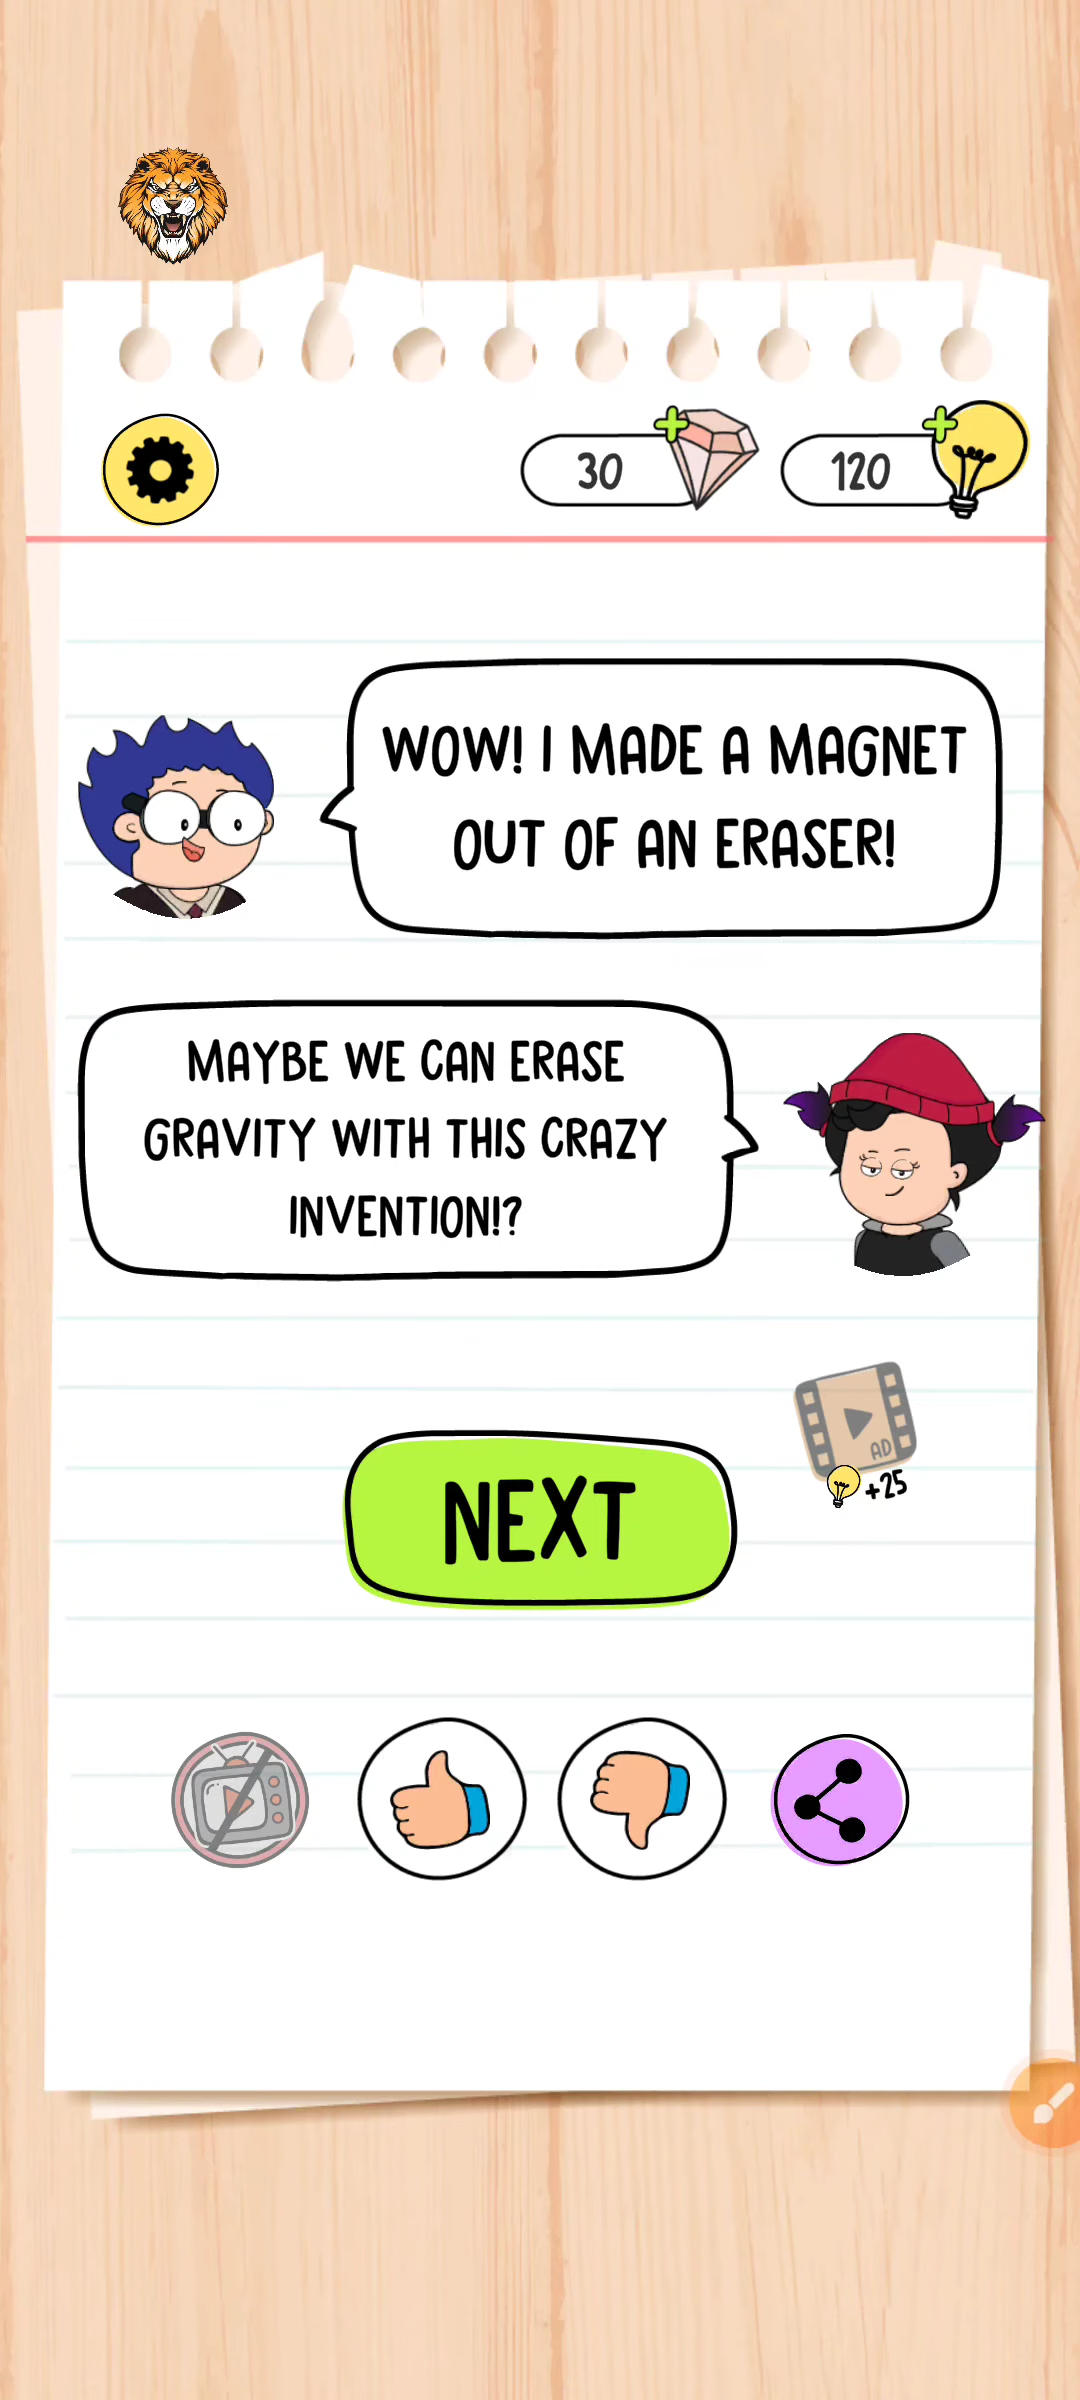 30
120
WOW! I MADE A MAGNET
OUT OF AN ERASER!
MAYBE WE CAN ERASE
GRAVITY WITH THIS CRAZY
INVENTION!?
AD
+25
NEXT